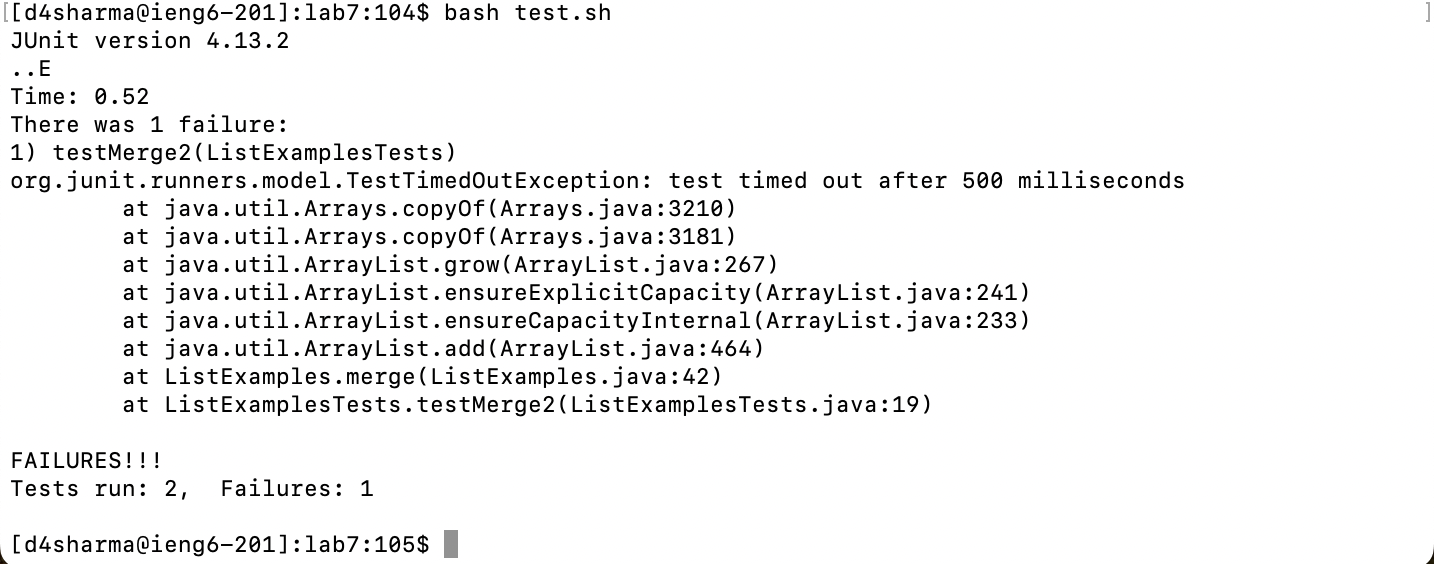 [[d4sharma@ieng6-201]:lab7:104$ bash test.sh ]
JUnit version 4.13.2
..E
Time: 0.52
There was 1 failure:
1) testMerge2(ListExamplesTests)
org.junit.runners.model.TestTimedOutException: test timed out after 500 milliseconds
        at java.util.Arrays.copyOf(Arrays.java:3210)
        at java.util.Arrays.copyOf(Arrays.java:3181)
        at java.util.ArrayList.grow(ArrayList.java:267)
        at java.util.ArrayList.ensureExplicitCapacity(ArrayList.java:241)
        at java.util.ArrayList.ensureCapacityInternal(ArrayList.java:233)
        at java.util.ArrayList.add(ArrayList.java:464)
        at ListExamples.merge(ListExamples.java:42)
        at ListExamplesTests.testMerge2(ListExamplesTests.java:19)

FAILURES!!!
Tests run: 2,  Failures: 1

[d4sharma@ieng6-201]:lab7:105$